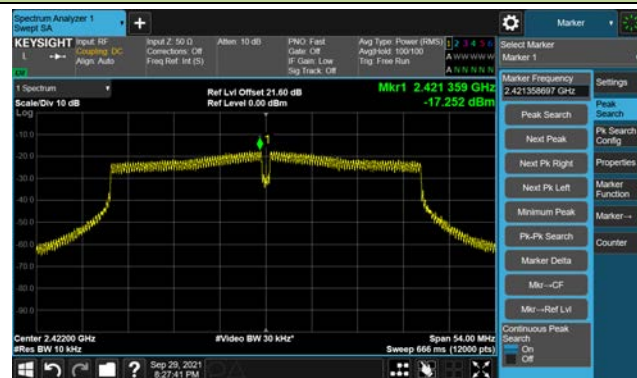 Spectrum Analyzer 1
Swept SA
Marker
KEYSIGHT
L
Input: RF
Coupling: DC
Align: Auto
Input Z: 50 Ω
Corrections: Off
Freq Ref: Int (S)
Atten: 10 dB
PNO: Fast
Gate: Off
IF Gain: Low
Sig Track: Off
Avg Type: Power (RMS)
Avg|Hold: 100/100
Trig: Free Run
1 2 3 4 5 6
A W W W W W
A N N N N N
Select Marker
Marker 1
Marker Frequency
2.421358697 GHz
Settings
Peak Search
Next Peak
Next Pk Right
Next Pk Left
Minimum Peak
Pk-Pk Search
Marker Delta
Mkr→CF
Mkr→Ref Lvl
Continuous Peak
Search
On
Off
Peak
Search
Pk Search
Config
Properties
Marker
Function
Marker→
Counter
1 Spectrum
Scale/Div 10 dB
Log
Ref Lvl Offset 21.60 dB
Ref Level 0.00 dBm
Mkr1 2.421 359 GHz
-17.252 dBm
1
-10.0
-20.0
-30.0
-40.0
-50.0
-60.0
-70.0
-80.0
-90.0
Center 2.42200 GHz
#Res BW 10 kHz
#Video BW 30 kHz*
Span 54.00 MHz
Sweep 666 ms (12000 pts)
?
Sep 29, 2021
8:27:41 PM